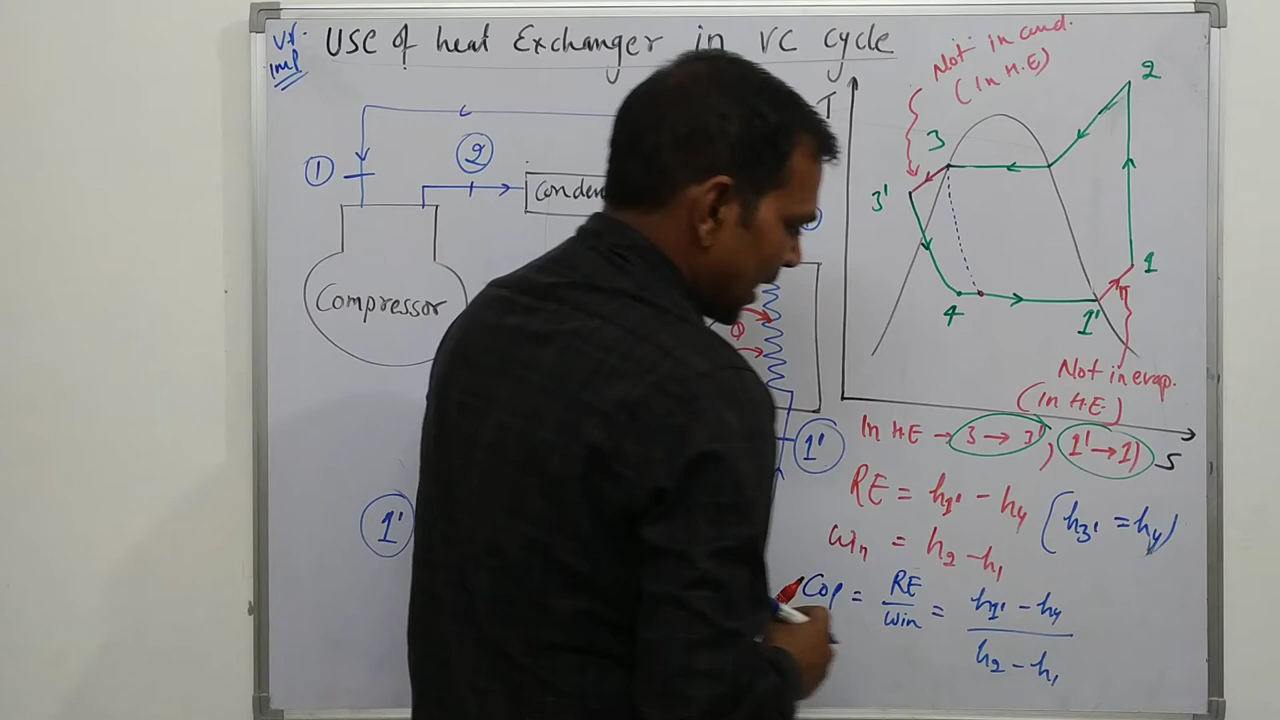 V.V. Imp
Use of heat Exchanger in VC cycle
①
②
Compressor
Q
1'
1'
T
Not in cond.
(In H.E)
2
3
3'
4
1'
1
Not in evap.
(In H.E)
S
In H.E → 3 → 3', 1' → 1)
RE = h1' - h4 (h3' = h4)
Win = h2 - h1
COP = RE/Win = h1' - h4 / h2 - h1